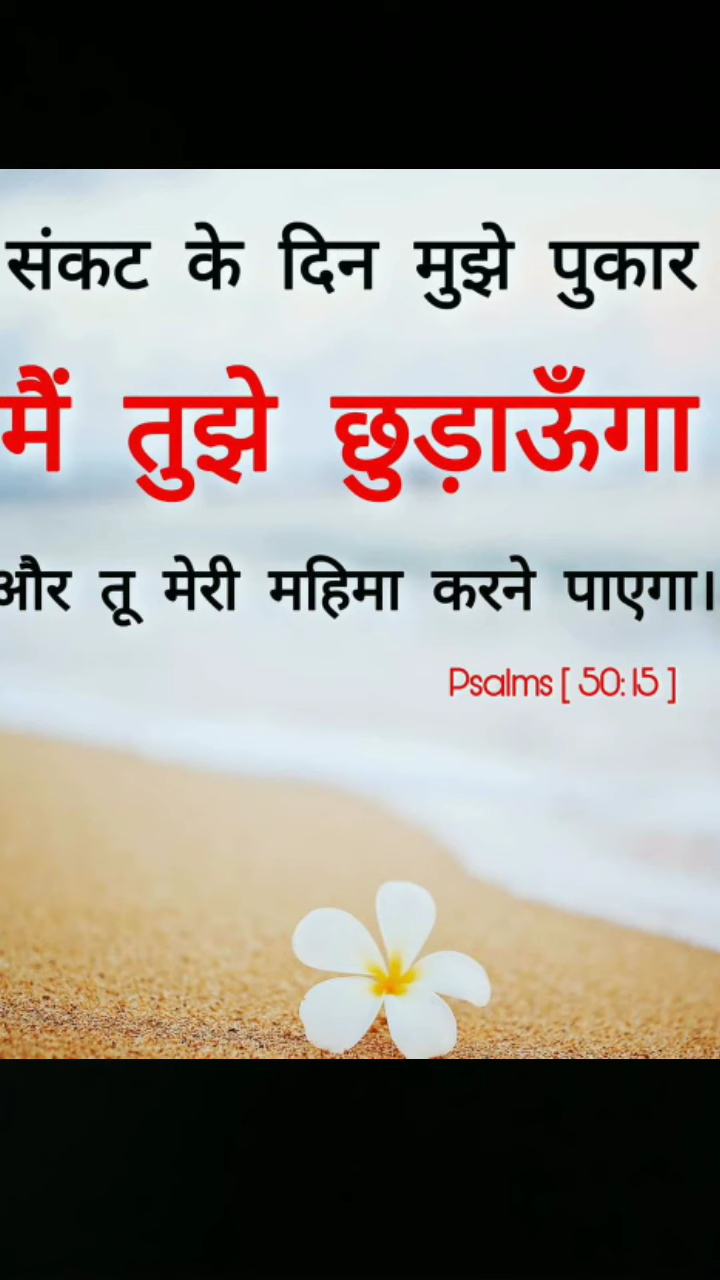 संकट के दिन मुझे पुकार
मैं तुझे छुड़ाऊँगा
और तू मेरी महिमा करने पाएगा।
Psalms [ 50: 15 ]